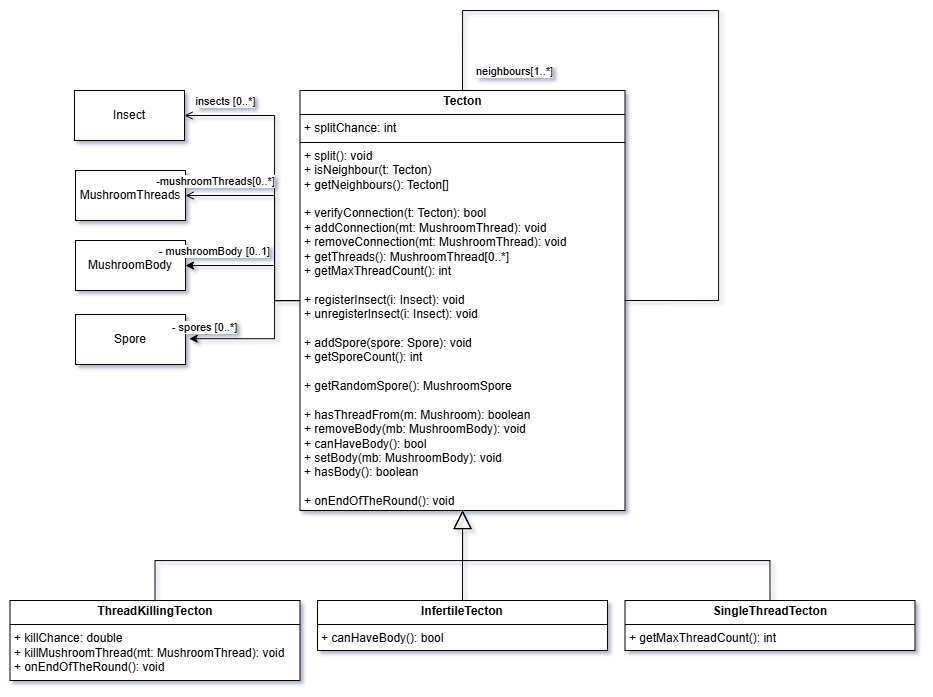 neighbours[1..*]
insects [0..*]
Insect
-mushroomThreads[0..*]
MushroomThreads
- mushroomBody [0..1]
MushroomBody
- spores [0..*]
Spore
Tecton
+ splitChance: int
+ split(): void
+ isNeighbour(t: Tecton)
+ getNeighbours(): Tecton[]
+ verifyConnection(t: Tecton): bool
+ addConnection(mt: MushroomThread): void
+ removeConnection(mt: MushroomThread): void
+ getThreads(): MushroomThread[0..*]
+ getMaxThreadCount(): int
+ registerInsect(i: Insect): void
+ unregisterInsect(i: Insect): void
+ addSpore(spore: Spore): void
+ getSporeCount(): int
+ getRandomSpore(): MushroomSpore
+ hasThreadFrom(m: Mushroom): boolean
+ removeBody(mb: MushroomBody): void
+ canHaveBody(): bool
+ setBody(mb: MushroomBody): void
+ hasBody(): boolean
+ onEndOfTheRound(): void
ThreadKillingTecton
+ killChance: double
+ killMushroomThread(mt: MushroomThread): void
+ onEndOfTheRound(): void
InfertileTecton
+ canHaveBody(): bool
SingleThreadTecton
+ getMaxThreadCount(): int